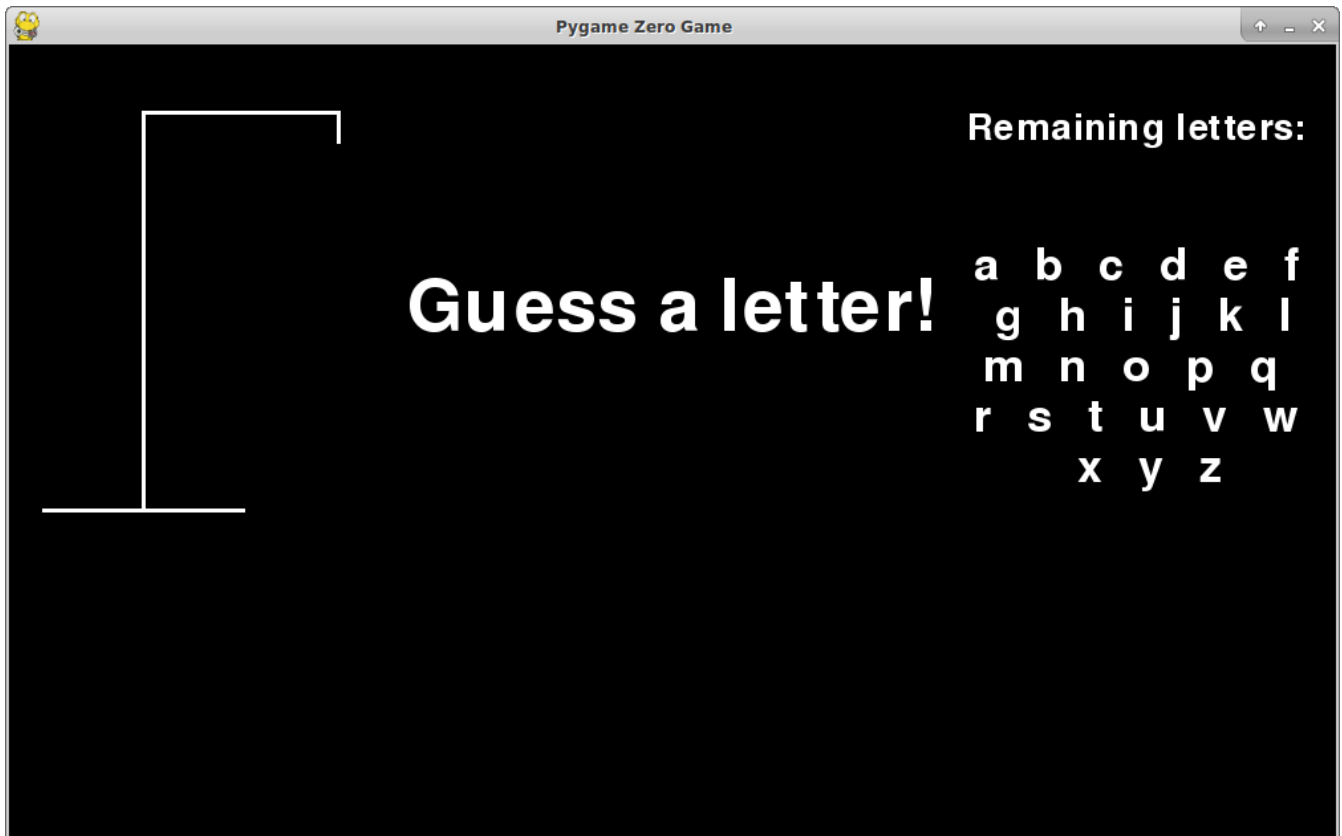 Pygame Zero Game
Remaining letters:
Guess a letter!
a b c d e f
g h i j k l
m n o p q
r s t u v w
x y z